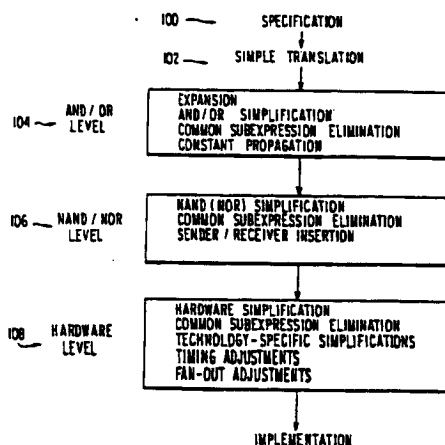 100 SPECIFICATION
102 SIMPLE TRANSLATION
104 AND/OR LEVEL
EXPANSION
AND/OR SIMPLIFICATION
COMMON SUBEXPRESSION ELIMINATION
CONSTANT PROPAGATION
106 NAND/NOR LEVEL
NAND (NOR) SIMPLIFICATION
COMMON SUBEXPRESSION ELIMINATION
SENDER/RECEIVER INSERTION
108 HARDWARE LEVEL
HARDWARE SIMPLIFICATION
COMMON SUBEXPRESSION ELIMINATION
TECHNOLOGY-SPECIFIC SIMPLIFICATIONS
TIMING ADJUSTMENTS
FAN-OUT ADJUSTMENTS
IMPLEMENTATION